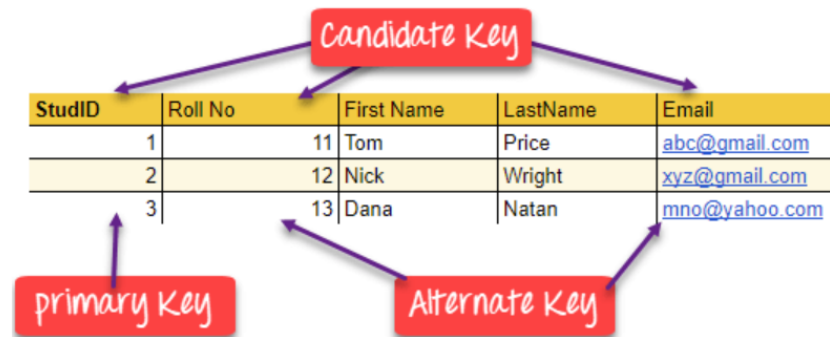 Candidate Key
StudID Roll No First Name LastName Email
1 11 Tom Price abc@gmail.com
2 12 Nick Wright xyz@gmail.com
3 13 Dana Natan mno@yahoo.com
primary Key Alternate Key